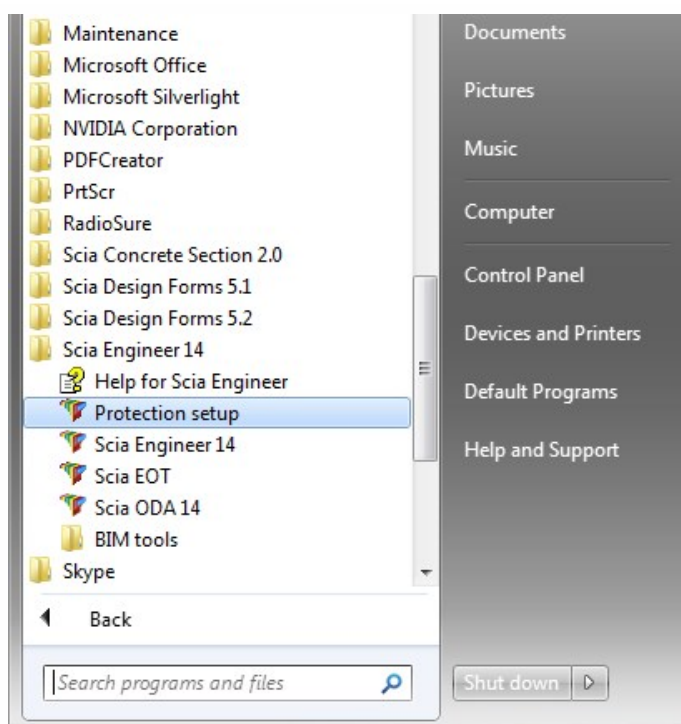 Maintenance
Microsoft Office
Microsoft Silverlight
NVIDIA Corporation
PDFCreator
PrtScr
RadioSure
Scia Concrete Section 2.0
Scia Design Forms 5.1
Scia Design Forms 5.2
Scia Engineer 14
Help for Scia Engineer
Protection setup
Scia Engineer 14
Scia EOT
Scia ODA 14
BIM tools
Skype
Back
Search programs and files
Documents
Pictures
Music
Computer
Control Panel
Devices and Printers
Default Programs
Help and Support
Shut down